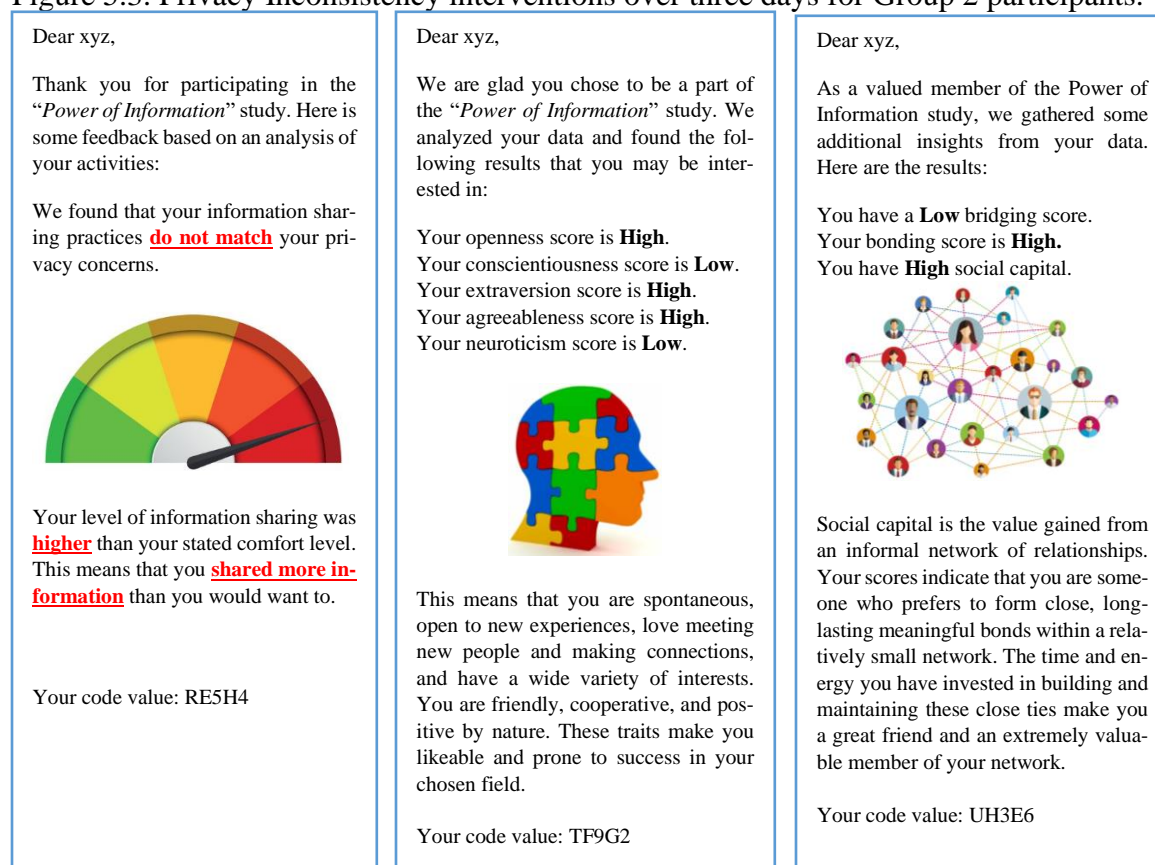 Figure 3.3. Privacy Inconsistency interventions over three days for Group 2 participants.
Dear xyz,
Thank you for participating in the
“Power of Information” study. Here is
some feedback based on an analysis of
your activities:
We found that your information shar-
ing practices do not match your pri-
vacy concerns.
Your level of information sharing was
higher than your stated comfort level.
This means that you shared more in-
formation than you would want to.
Your code value: RE5H4
Dear xyz,
We are glad you chose to be a part of
the “Power of Information” study. We
analyzed your data and found the fol-
lowing results that you may be inter-
ested in:
Your openness score is High.
Your conscientiousness score is Low.
Your extraversion score is High.
Your agreeableness score is High.
Your neuroticism score is Low.
This means that you are spontaneous,
open to new experiences, love meeting
new people and making connections,
and have a wide variety of interests.
You are friendly, cooperative, and pos-
itive by nature. These traits make you
likeable and prone to success in your
chosen field.
Your code value: TF9G2
Dear xyz,
As a valued member of the Power of
Information study, we gathered some
additional insights from your data.
Here are the results:
You have a Low bridging score.
Your bonding score is High.
You have High social capital.
Social capital is the value gained from
an informal network of relationships.
Your scores indicate that you are some-
one who prefers to form close, long-
lasting meaningful bonds within a rela-
tively small network. The time and en-
ergy you have invested in building and
maintaining these close ties make you
a great friend and an extremely valua-
ble member of your network.
Your code value: UH3E6